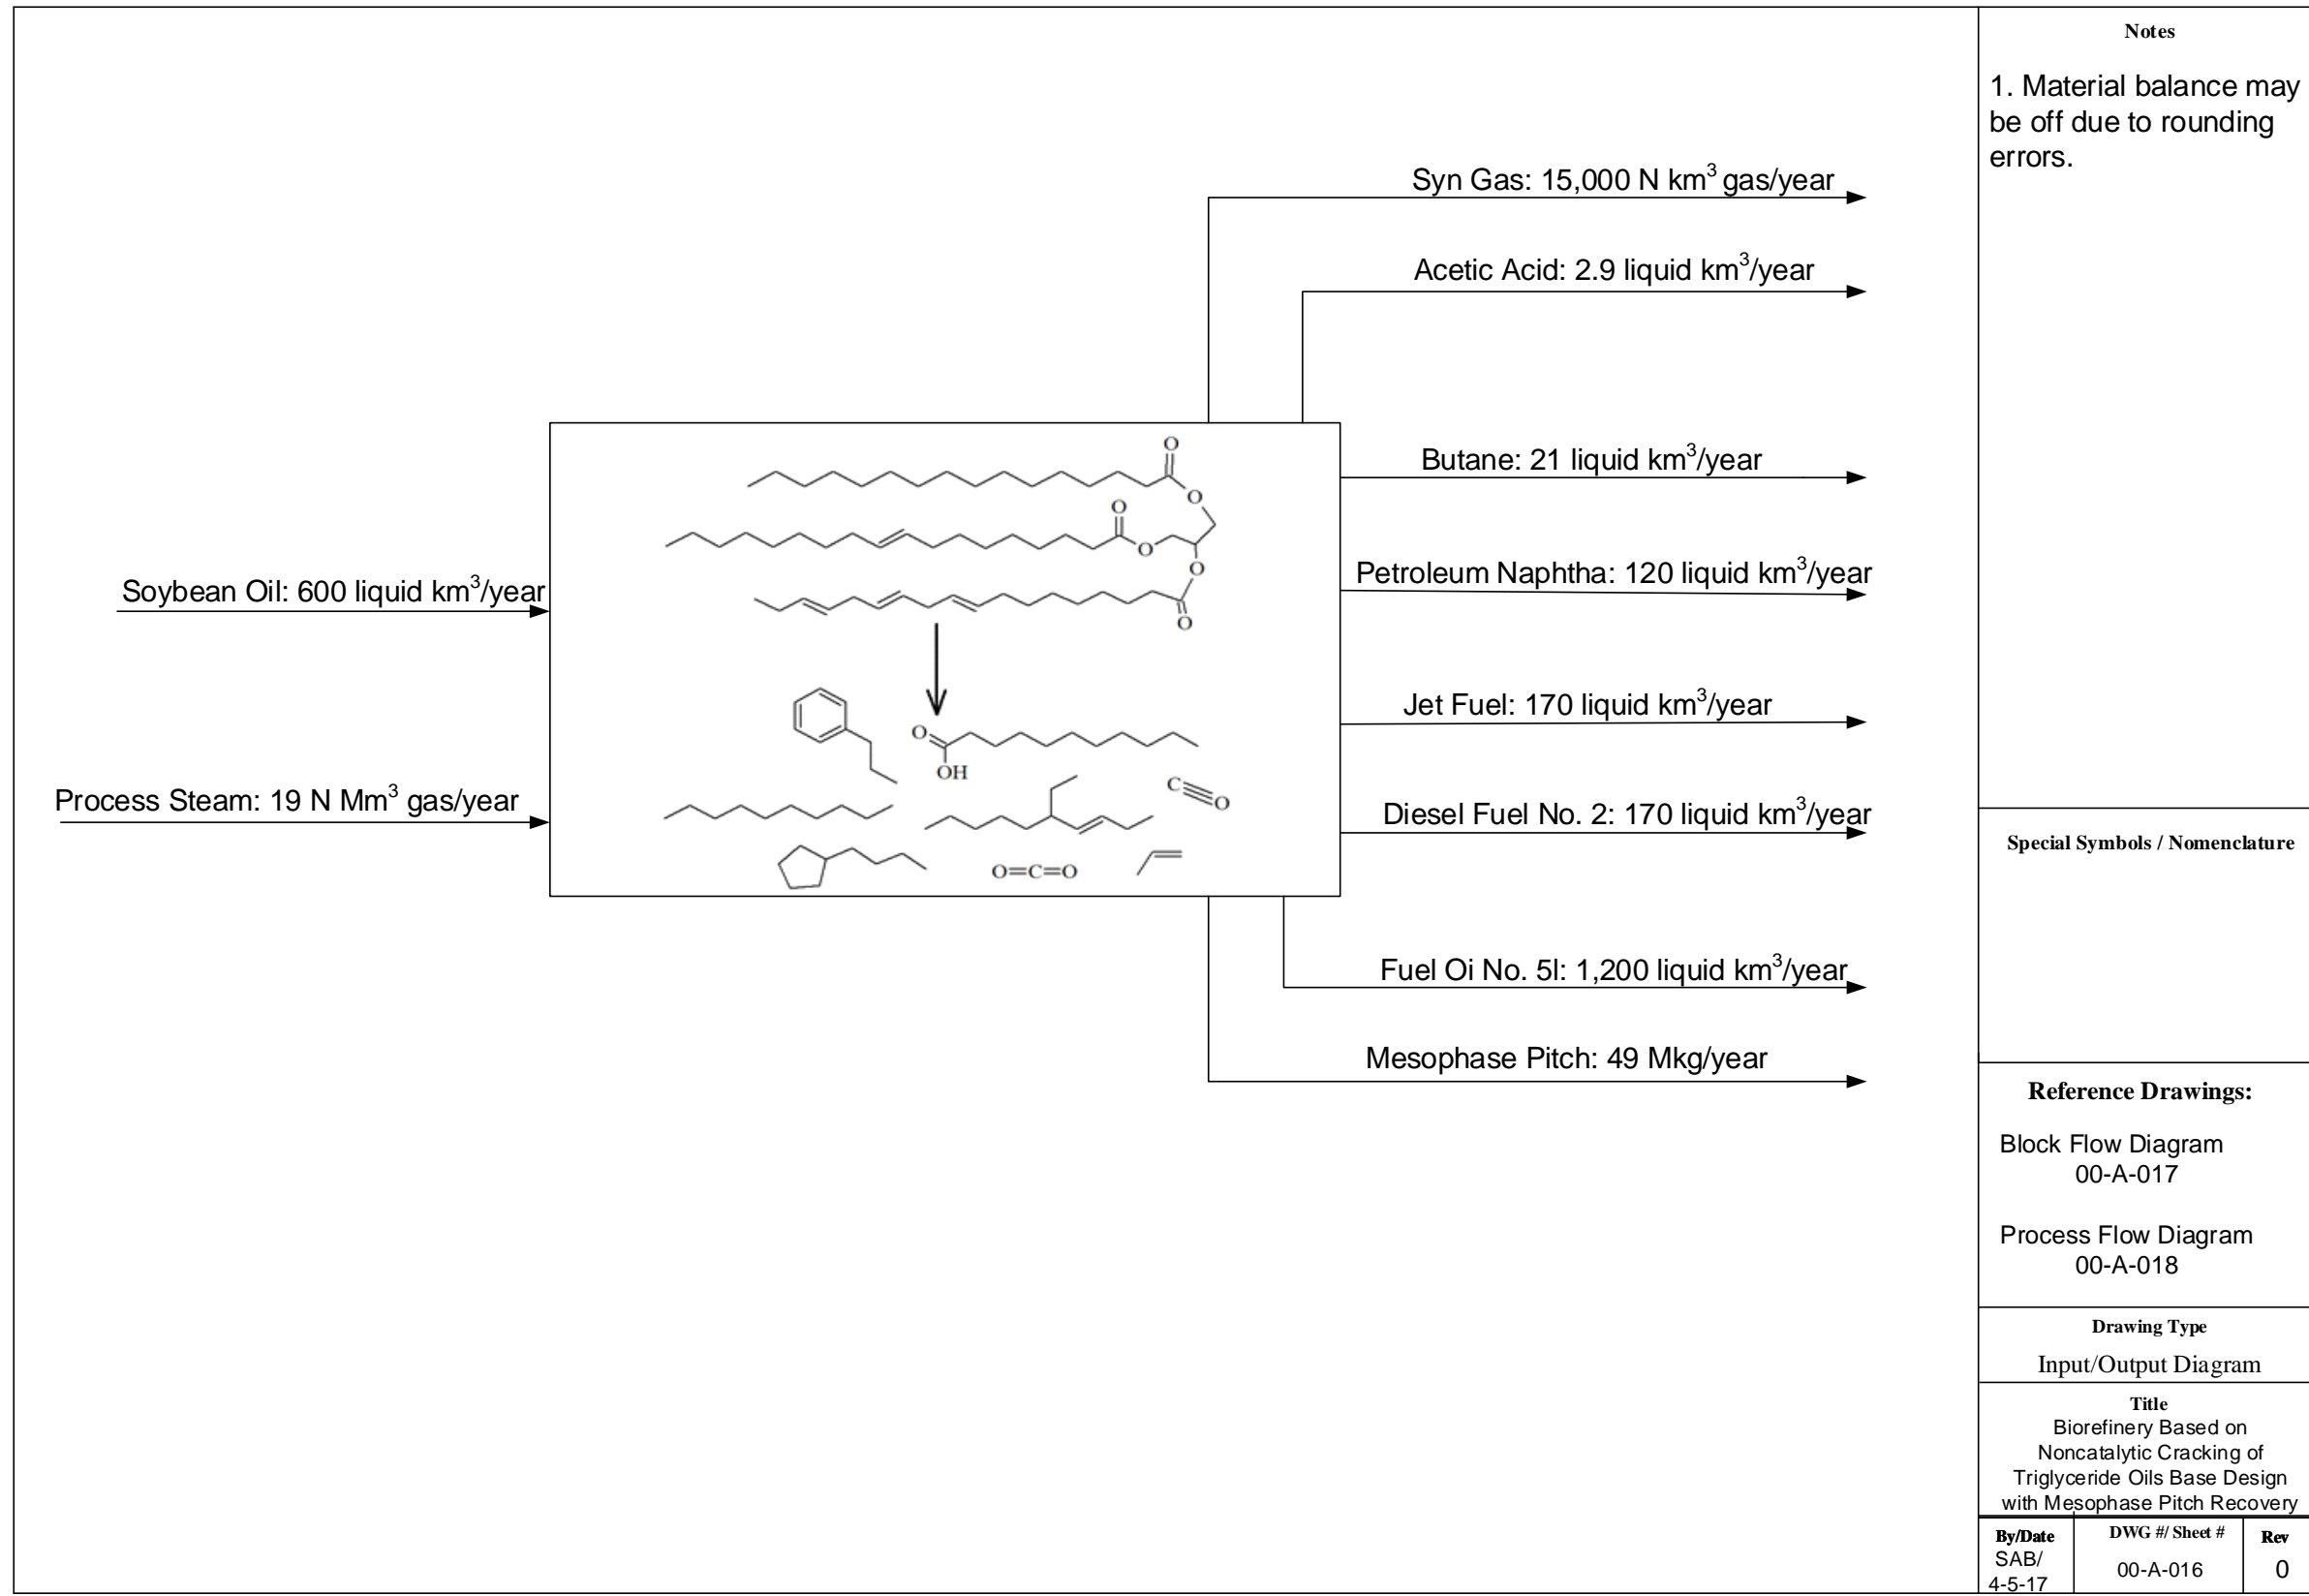 Syn Gas: 15,000 N km³ gas/year
Acetic Acid: 2.9 liquid km³/year
Butane: 21 liquid km³/year
Petroleum Naphtha: 120 liquid km³/year
Jet Fuel: 170 liquid km³/year
Diesel Fuel No. 2: 170 liquid km³/year
Fuel Oi No. 5l: 1,200 liquid km³/year
Mesophase Pitch: 49 Mkg/year
Soybean Oil: 600 liquid km³/year
Process Steam: 19 N Mm³ gas/year
O
O
O
O
O
O
O
OH
C≡O
O=C=O
Notes
1. Material balance may
be off due to rounding
errors.
Special Symbols / Nomenclature
Reference Drawings:
Block Flow Diagram
00-A-017
Process Flow Diagram
00-A-018
Drawing Type
Input/Output Diagram
Title
Biorefinery Based on
Noncatalytic Cracking of
Triglyceride Oils Base Design
with Mesophase Pitch Recovery
By/Date
SAB/
4-5-17
DWG #/ Sheet #
00-A-016
Rev
0